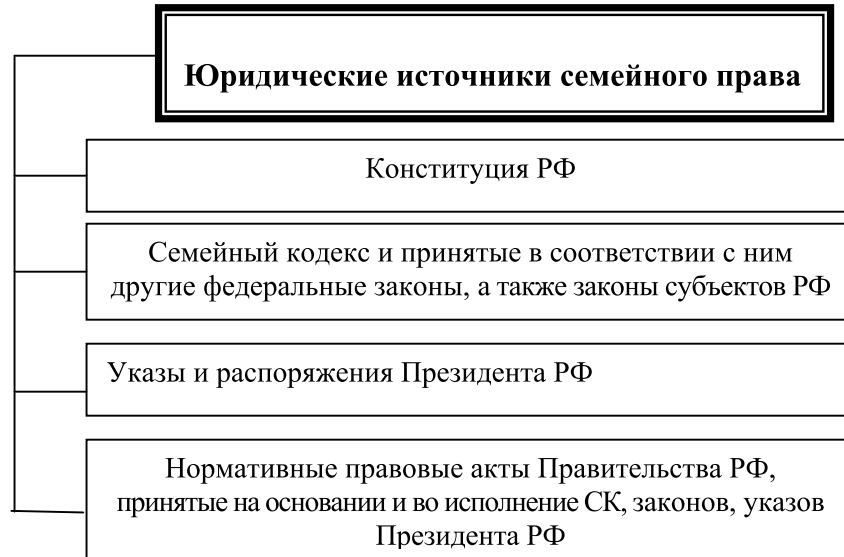 Юридические источники семейного права
Конституция РФ
Семейный кодекс и принятые в соответствии с ним
другие федеральные законы, а также законы субъектов РФ
Указы и распоряжения Президента РФ
Нормативные правовые акты Правительства РФ,
принятые на основании и во исполнение СК, законов, указов
Президента РФ